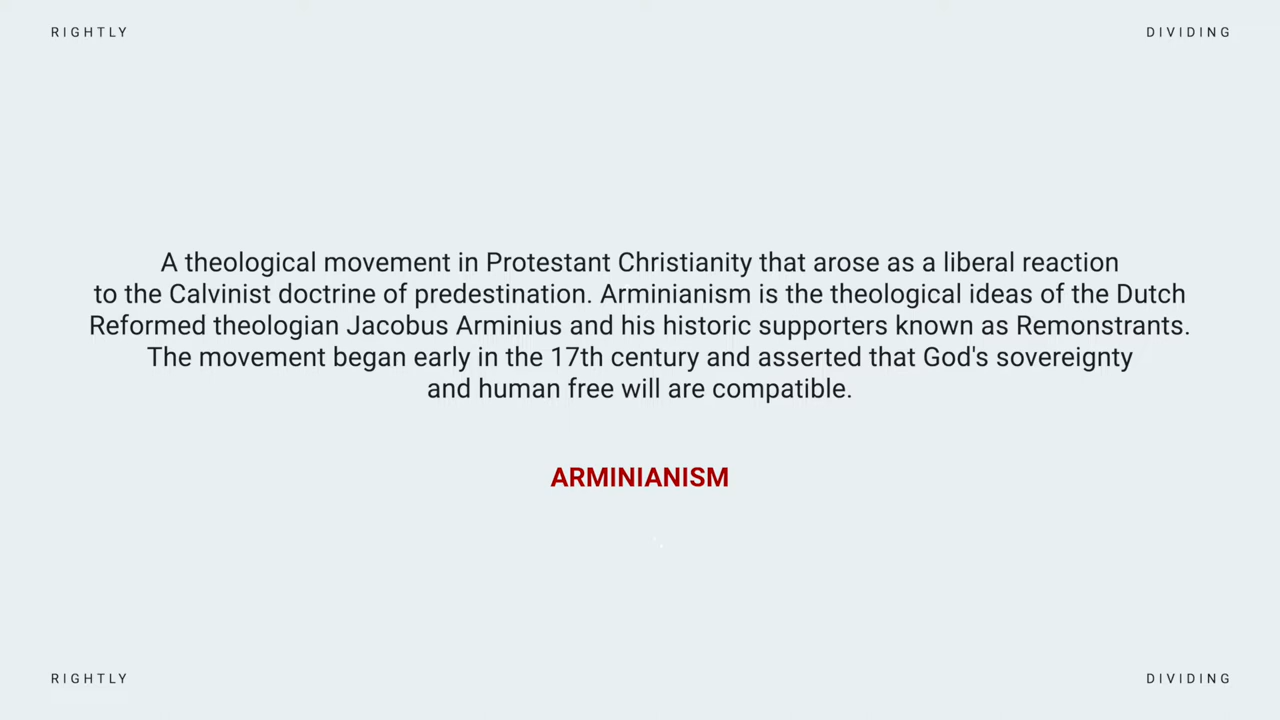 RIGHTLY
DIVIDING
A theological movement in Protestant Christianity that arose as a liberal reaction
to the Calvinist doctrine of predestination. Arminianism is the theological ideas of the Dutch
Reformed theologian Jacobus Arminius and his historic supporters known as Remonstrants.
The movement began early in the 17th century and asserted that God's sovereignty
and human free will are compatible.
ARMINIANISM
RIGHTLY
DIVIDING